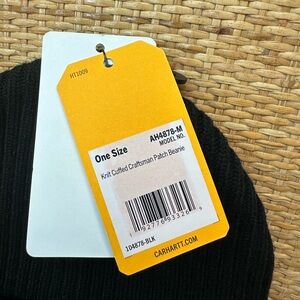 HT1009
One Size
AH4878-M
MODEL NO.
Knit Cuffed Craftsman Patch Beanie
104878-BLK
CARHARTT.COM